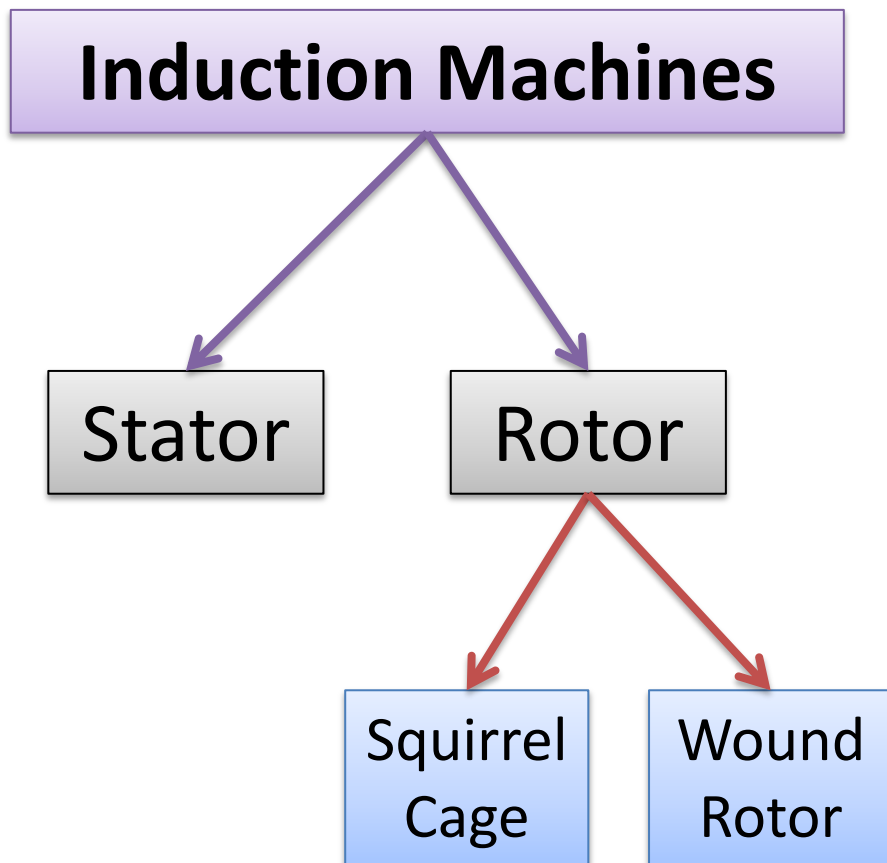 Induction Machines
Stator
Rotor
Squirrel
Cage
Wound
Rotor